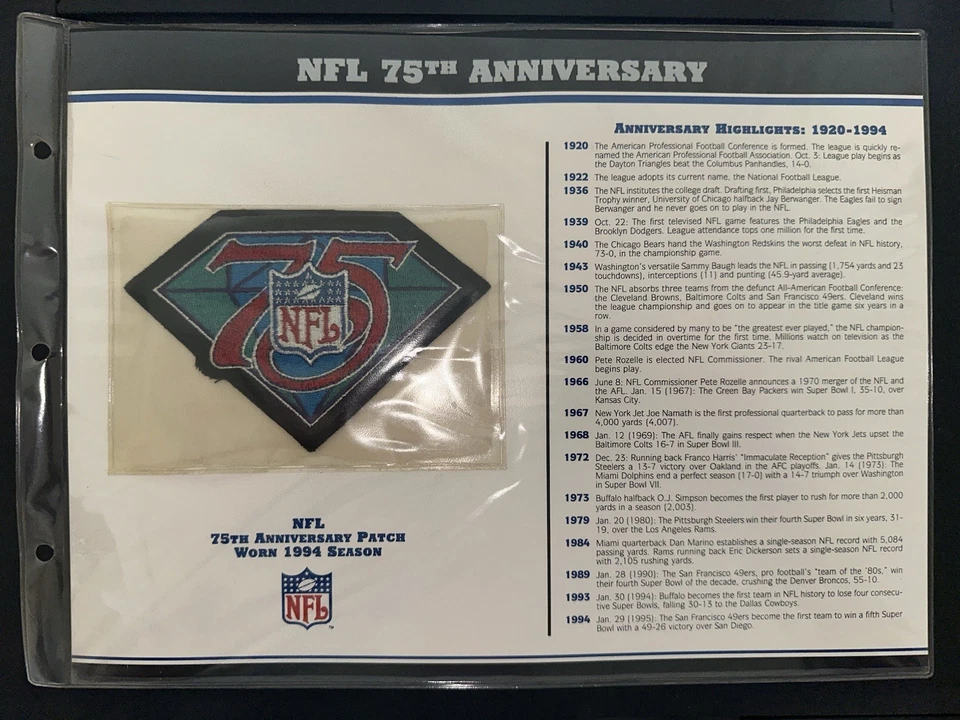 NFL 75TH ANNIVERSARY
ANNIVERSARY HIGHLIGHTS: 1920-1994
1920 The American Professional Football Conference is formed. The league is quickly re-
named the American Professional Football Association. Oct. 3: League play begins as
the Dayton Triangles beat the Columbus Panhandles, 14-0.
1922 The league adopts its current name, the National Football League.
1936 The NFL institutes the college draft. Drafting first, Philadelphia selects the first Heisman
Trophy winner, University of Chicago halfback Jay Berwanger. The Eagles fail to sign
Berwanger and he never goes on to play in the NFL.
1939 Oct. 22: The first televised NFL game features the Philadelphia Eagles and the
Brooklyn Dodgers. League attendance tops one million for the first time.
1940 The Chicago Bears hand the Washington Redskins the worst defeat in NFL history,
73-0, in the championship game.
1943 Washington's versatile Sammy Baugh leads the NFL in passing (1,754 yards and 23
touchdowns), interceptions (11) and punting (45.9-yard average).
1950 The NFL absorbs three teams from the defunct All-American Football Conference:
the Cleveland Browns, Baltimore Colts and San Francisco 49ers. Cleveland wins
the league championship and goes on to appear in the title game six years in a
row.
1958 In a game considered by many to be "the greatest ever played," the NFL champion-
ship is decided in overtime for the first time. Millions watch on television as the
Baltimore Colts edge the New York Giants 23-17.
1960 Pete Rozelle is elected NFL Commissioner. The rival American Football League
begins play.
1966 June 8: NFL Commissioner Pete Rozelle announces a 1970 merger of the NFL and
the AFL. Jan. 15 (1967): The Green Bay Packers win Super Bowl I, 35-10, over
Kansas City.
1967 New York Jet Joe Namath is the first professional quarterback to pass for more than
4,000 yards (4,007).
1968 Jan. 12 (1969): The AFL finally gains respect when the New York Jets upset the
Baltimore Colts 16-7 in Super Bowl III.
1972 Dec. 23: Running back Franco Harris' "Immaculate Reception" gives the Pittsburgh
Steelers a 13-7 victory over Oakland in the AFC playoffs. Jan. 14 (1973): The
Miami Dolphins end a perfect season (17-0) with a 14-7 triumph over Washington
in Super Bowl VII.
1973 Buffalo halfback O.J. Simpson becomes the first player to rush for more than 2,000
yards in a season (2,003).
1979 Jan. 20 (1980): The Pittsburgh Steelers win their fourth Super Bowl in six years, 31-
19, over the Los Angeles Rams.
1984 Miami quarterback Dan Marino establishes a single-season NFL record with 5,084
passing yards. Rams running back Eric Dickerson sets a single-season NFL record
with 2,105 rushing yards.
1989 Jan. 28 (1990): The San Francisco 49ers, pro football's "team of the '80s," win
their fourth Super Bowl of the decade, crushing the Denver Broncos, 55-10.
1993 Jan. 30 (1994): Buffalo becomes the first team in NFL history to lose four consecu-
tive Super Bowls, falling 30-13 to the Dallas Cowboys.
1994 Jan. 29 (1995): The San Francisco 49ers become the first team to win a fifth Super
Bowl with a 49-26 victory over San Diego.
75
NFL
NFL
75TH ANNIVERSARY PATCH
WORN 1994 SEASON
NFL